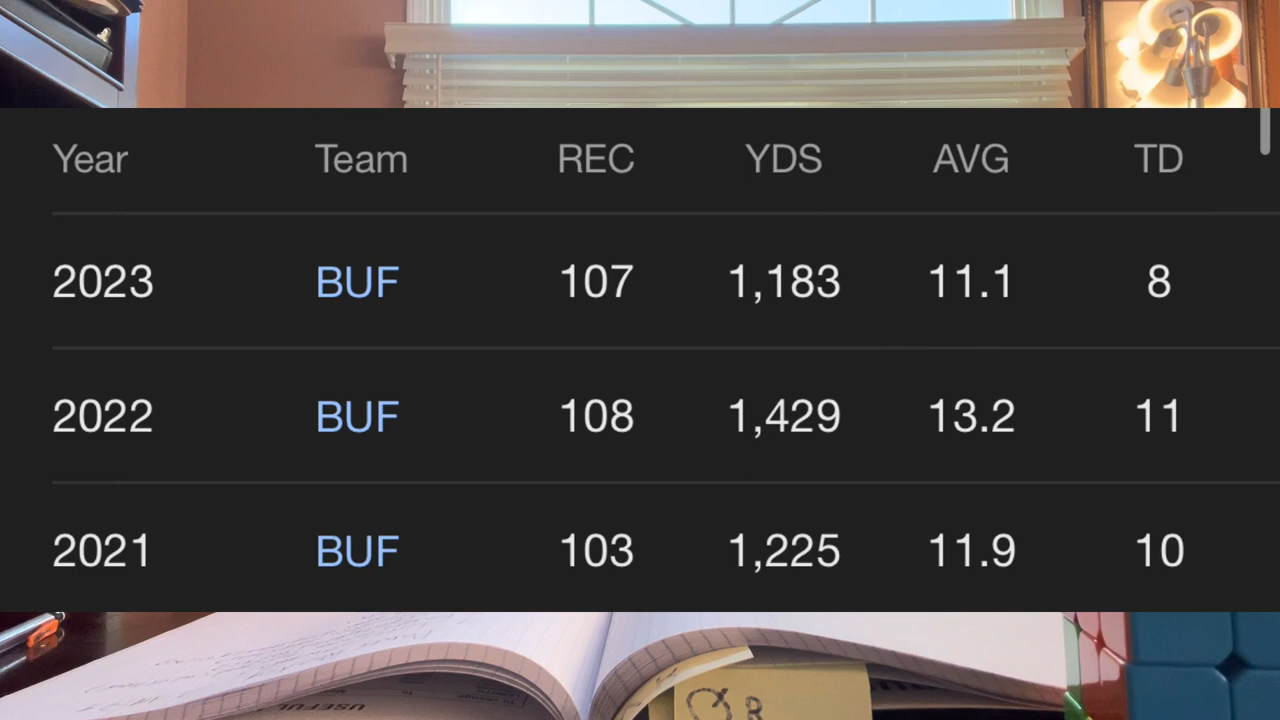 Year Team REC YDS AVG TD
2023 BUF 107 1,183 11.1 8
2022 BUF 108 1,429 13.2 11
2021 BUF 103 1,225 11.9 10
USEFUL
B